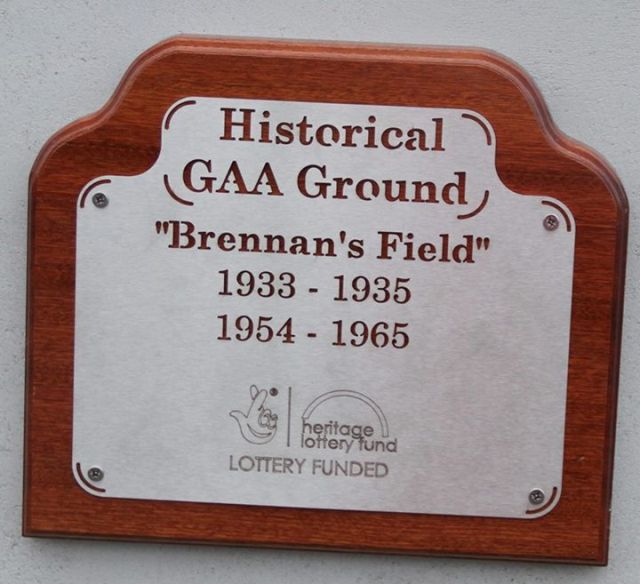 Historical
GAA Ground
"Brennan's Field"
1933 - 1935
1954 - 1965
heritage
lottery fund
LOTTERY FUNDED